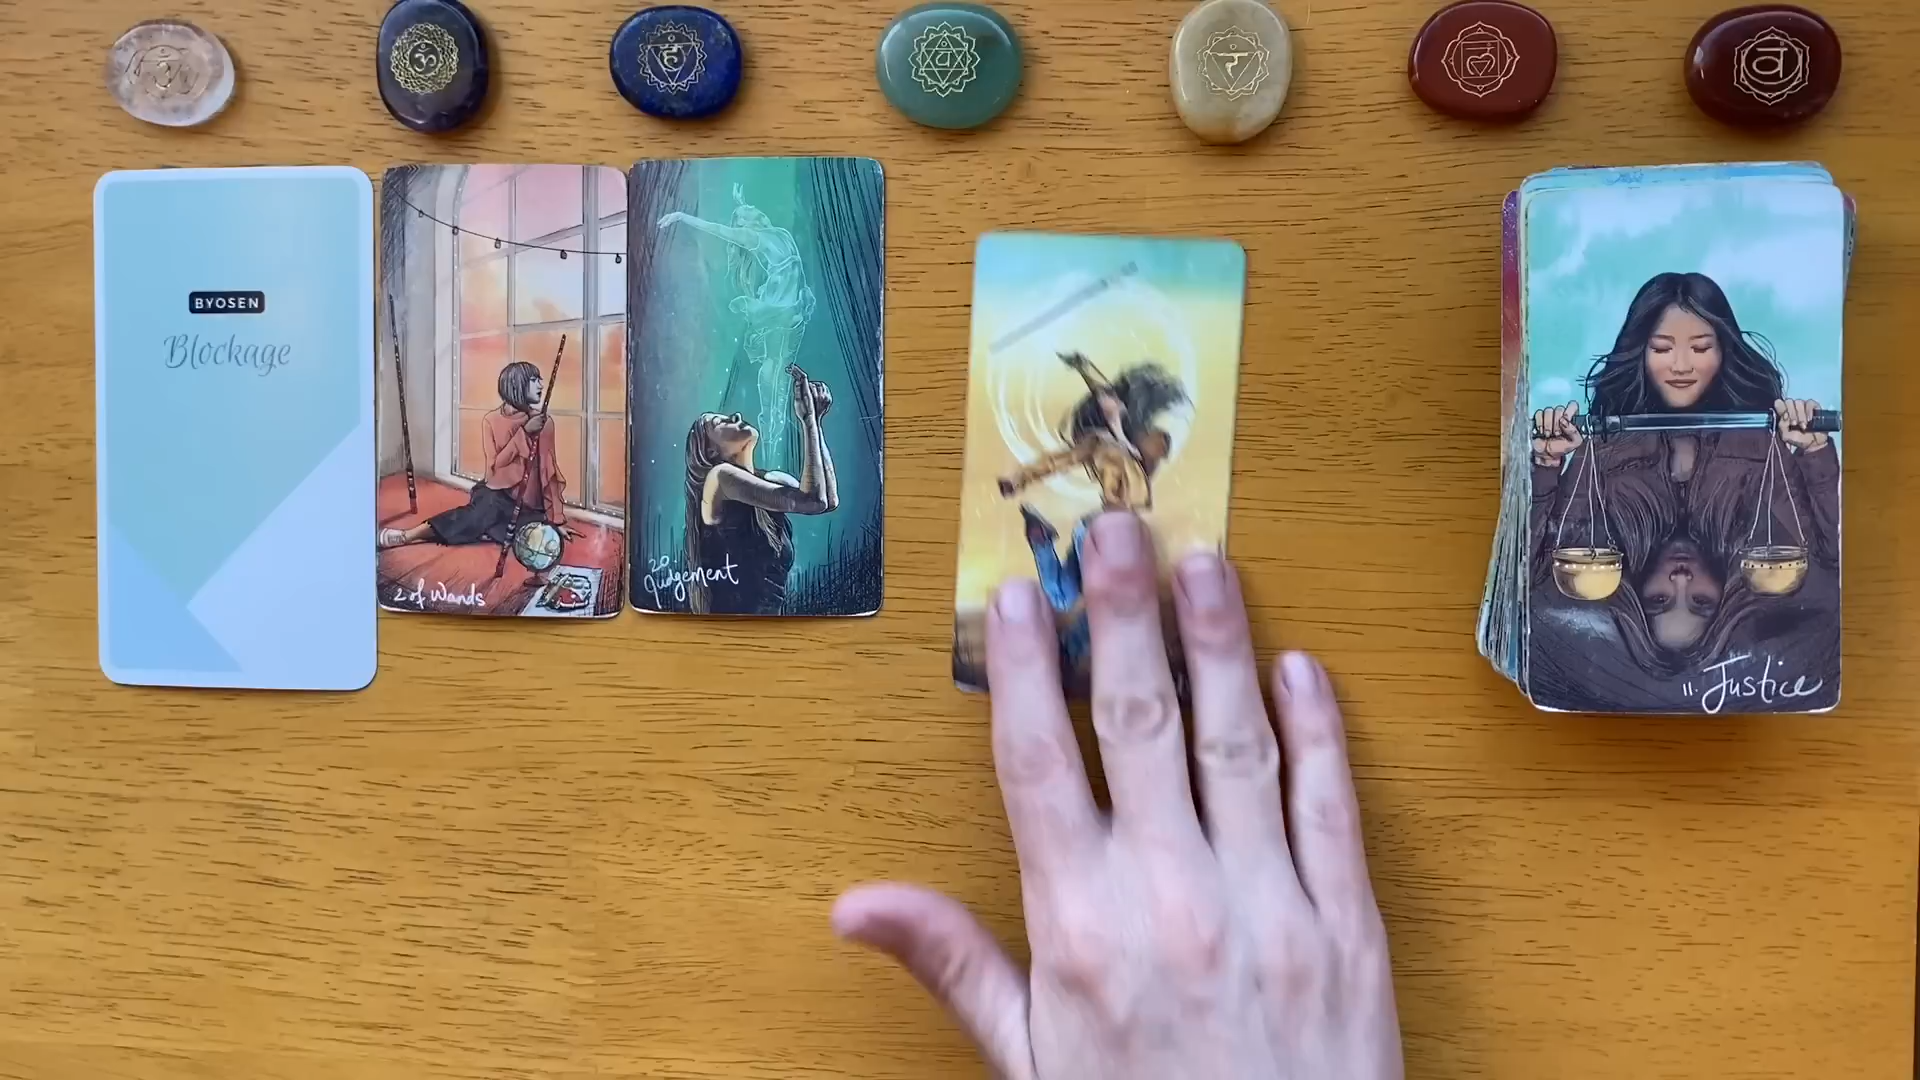 BYOSEN
Blockage
2 of Wands
20
Judgement
11. Justice